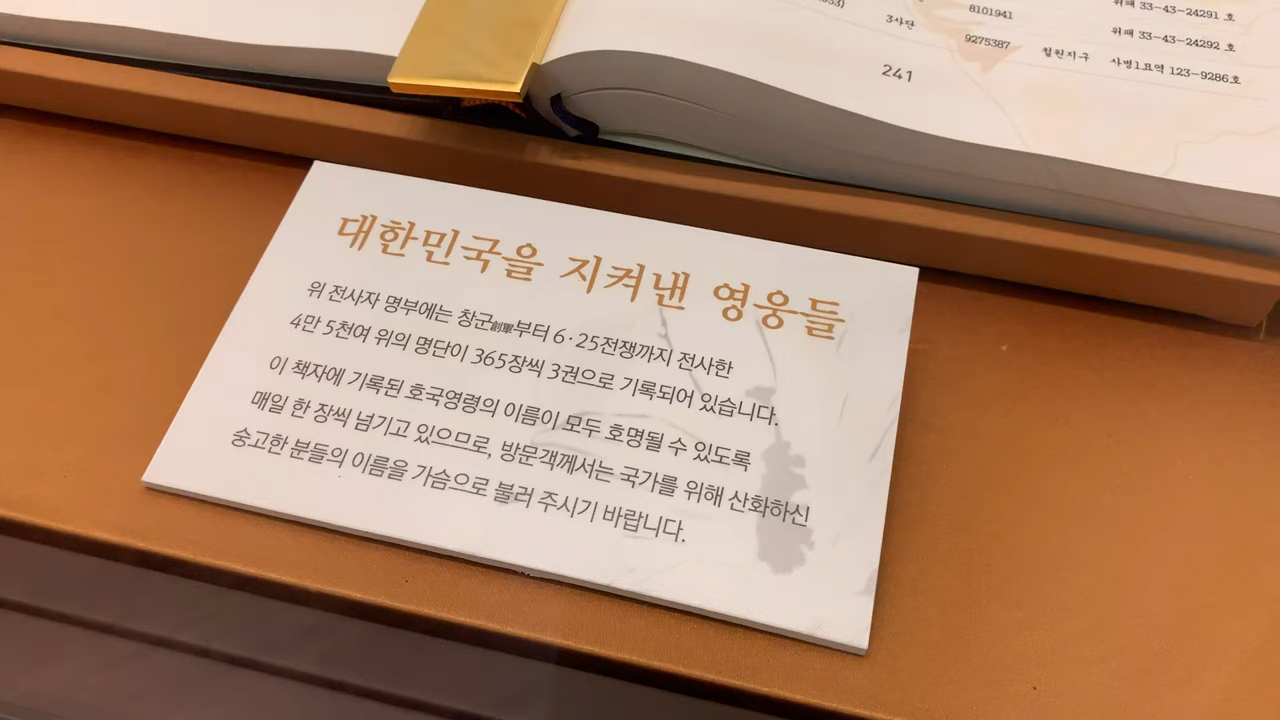 위패 33-43-24291 호
8101941
3사단
위패 33-43-24292 호
9275387
철원지구
사병1묘역 123-9286호
241
대한민국을 지켜낸 영웅들
위 전사자 명부에는 창군創軍부터 6·25전쟁까지 전사한
4만 5천여 위의 명단이 365장씩 3권으로 기록되어 있습니다.
이 책자에 기록된 호국영령의 이름이 모두 호명될 수 있도록
매일 한 장씩 넘기고 있으므로, 방문객께서는 국가를 위해 산화하신
숭고한 분들의 이름을 가슴으로 불러 주시기 바랍니다.